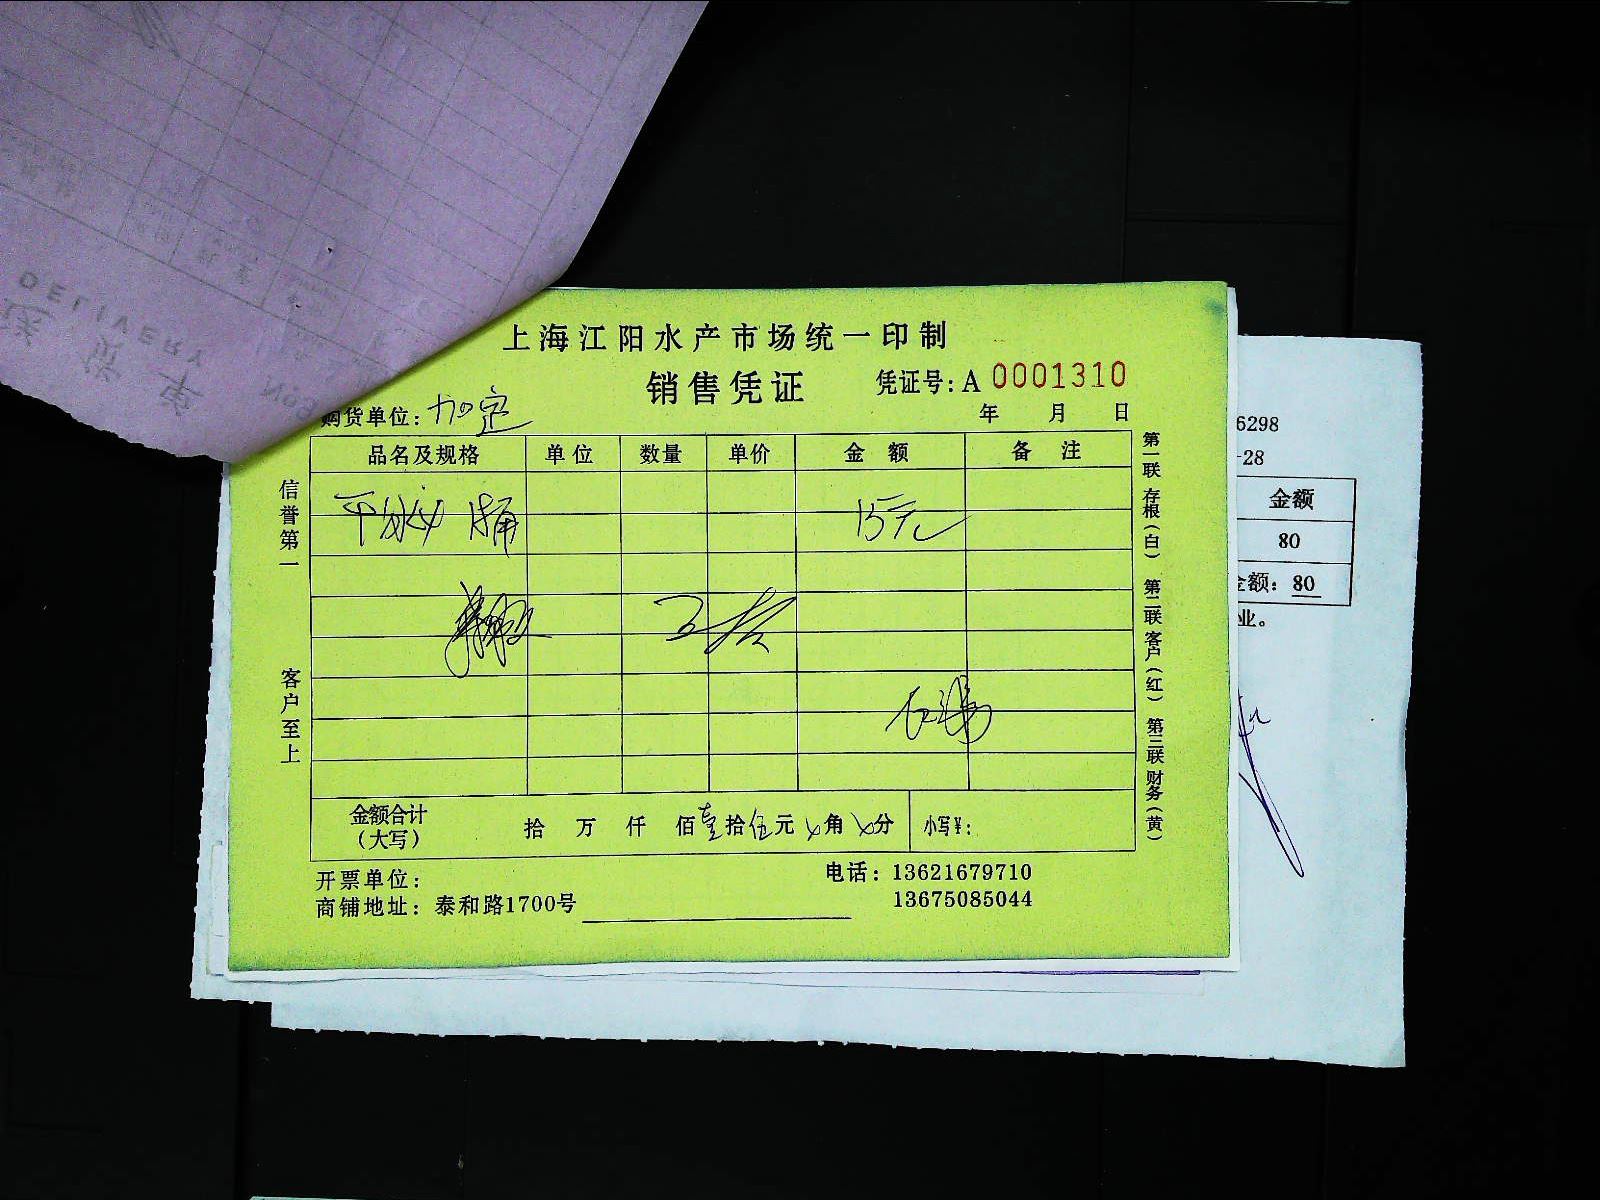 DELIVERY
上海江阳水产市场统一印制
销售凭证
凭证号: A 0001310
购货单位: 加定
年 月 日
品名及规格 单位 数量 单价 金额 备注
15元
信誉第一
客户至上
第一联 存根(白) 第二联 客户(红) 第三联 财务(黄)
金额合计(大写) 拾 万 仟 佰 壹拾伍元 角 分 小写¥:
开票单位:
商铺地址: 泰和路1700号
电话: 13621679710
13675085044
6298
-28
金额
80
金额: 80
业。